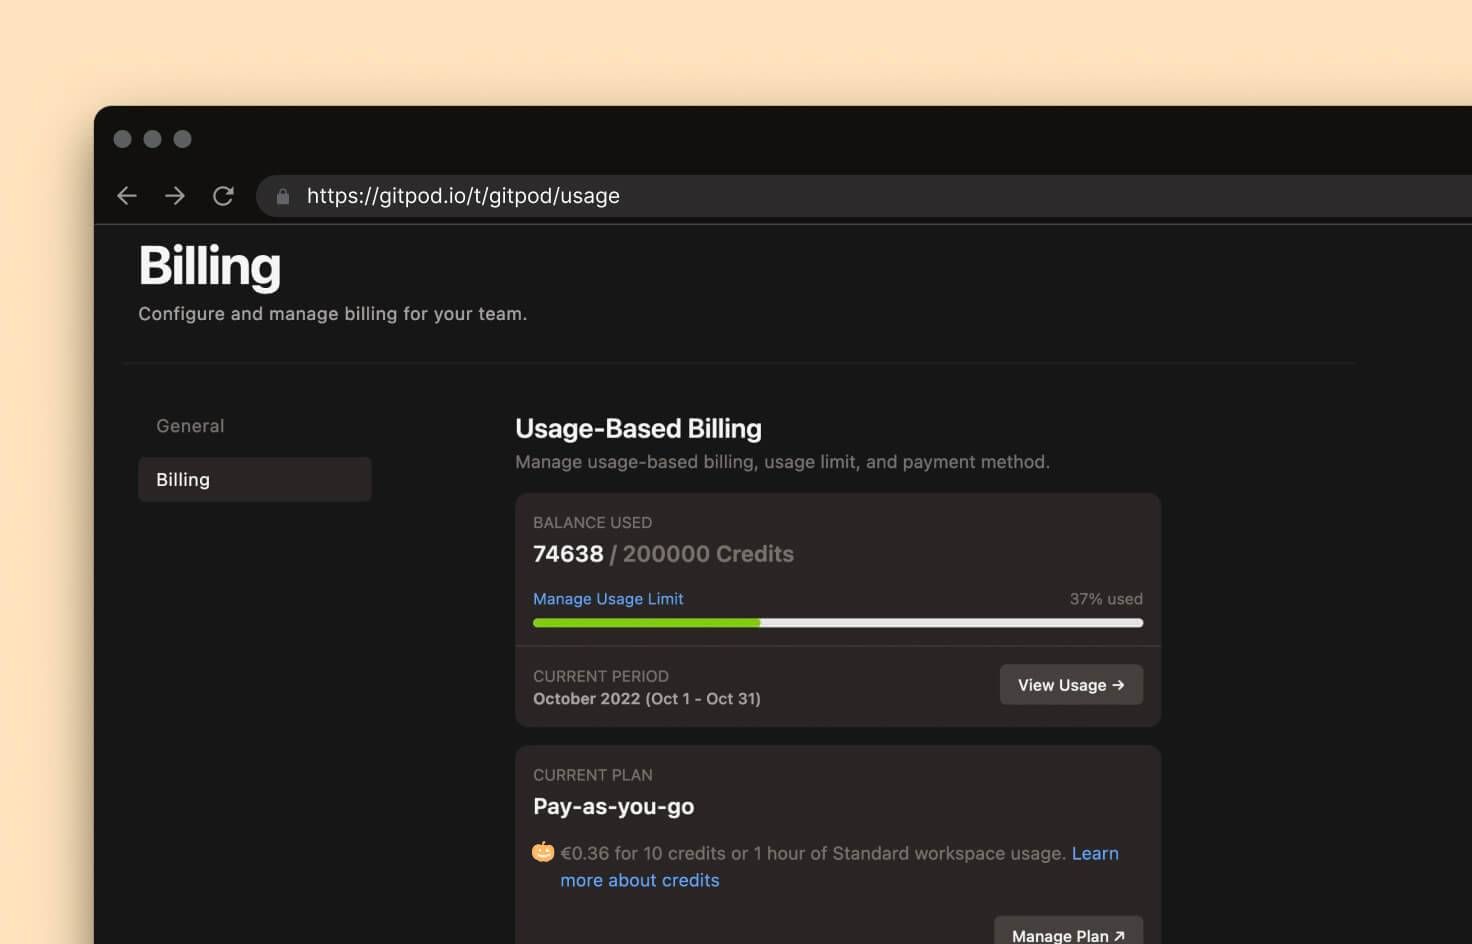 https://gitpod.io/t/gitpod/usage
Billing
Configure and manage billing for your team.
General
Billing
Usage-Based Billing
Manage usage-based billing, usage limit, and payment method.
BALANCE USED
74638 / 200000 Credits
Manage Usage Limit
37% used
CURRENT PERIOD
October 2022 (Oct 1 - Oct 31)
View Usage →
CURRENT PLAN
Pay-as-you-go
🎃 €0.36 for 10 credits or 1 hour of Standard workspace usage. Learn
more about credits
Manage Plan ↗